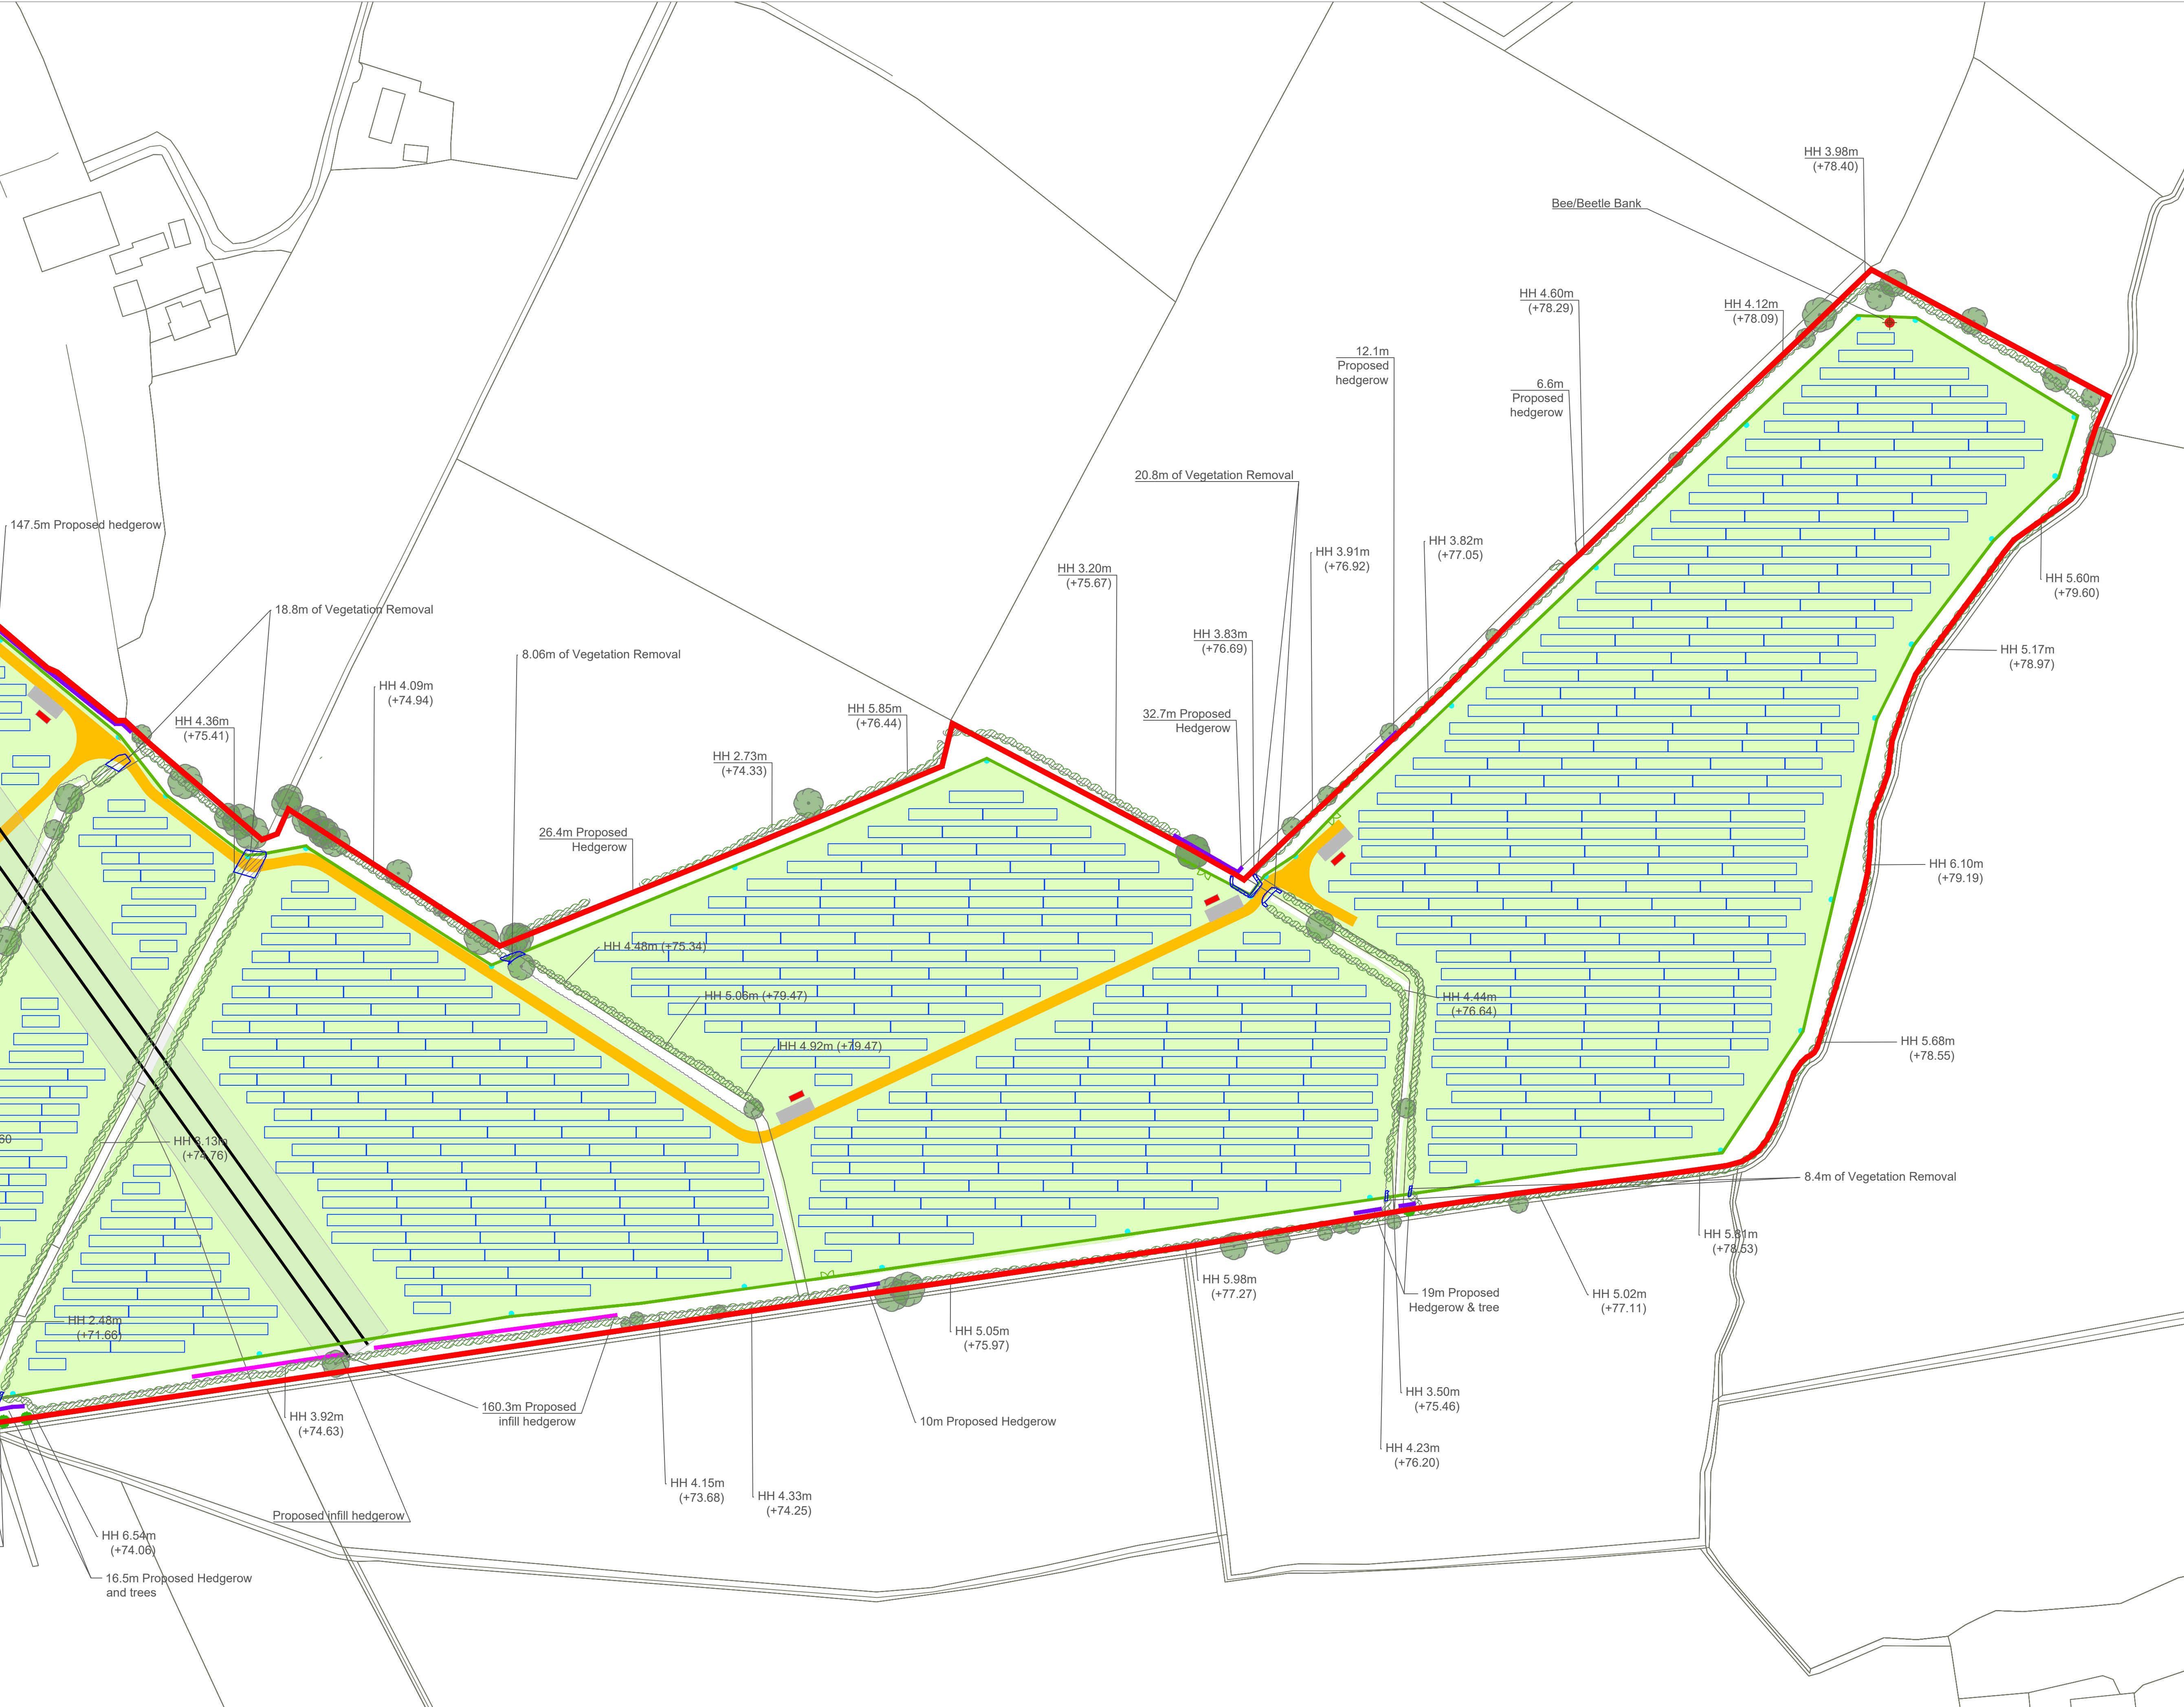 HH 3.98m
(+78.40)
Bee/Beetle Bank
HH 4.60m
(+78.29)
HH 4.12m
(+78.09)
12.1m
Proposed
hedgerow
6.6m
Proposed
hedgerow
20.8m of Vegetation Removal
147.5m Proposed hedgerow
HH 3.82m
(+77.05)
HH 3.91m
(+76.92)
HH 3.20m
(+75.67)
HH 5.60m
(+79.60)
18.8m of Vegetation Removal
HH 3.83m
(+76.69)
8.06m of Vegetation Removal
HH 5.17m
(+78.97)
HH 4.09m
(+74.94)
HH 5.85m
(+76.44)
32.7m Proposed
Hedgerow
HH 4.36m
(+75.41)
HH 2.73m
(+74.33)
26.4m Proposed
Hedgerow
HH 6.10m
(+79.19)
HH 4.48m (+75.34)
HH 5.06m (+79.47)
HH 4.44m
(+76.64)
HH 4.92m (+79.47)
HH 5.68m
(+78.55)
60
HH 3.13m
(+74.76)
8.4m of Vegetation Removal
HH 5.81m
(+78.53)
HH 5.98m
(+77.27)
19m Proposed
Hedgerow & tree
HH 5.02m
(+77.11)
HH 2.48m
(+71.66)
HH 5.05m
(+75.97)
HH 3.50m
(+75.46)
160.3m Proposed
infill hedgerow
HH 3.92m
(+74.63)
10m Proposed Hedgerow
HH 4.23m
(+76.20)
HH 4.15m
(+73.68)
HH 4.33m
(+74.25)
Proposed infill hedgerow
HH 6.54m
(+74.06)
16.5m Proposed Hedgerow
and trees